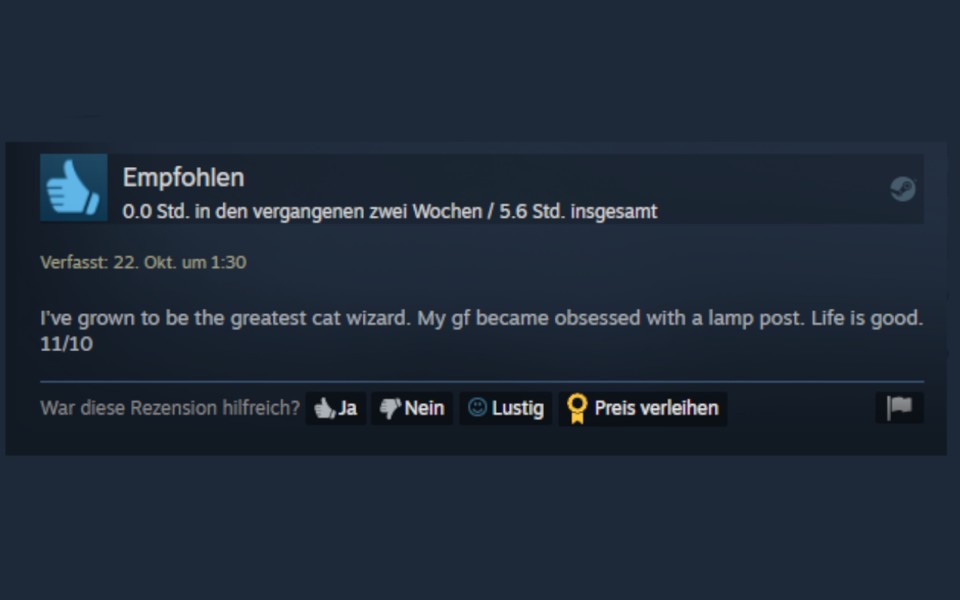 Empfohlen
0.0 Std. in den vergangenen zwei Wochen / 5.6 Std. insgesamt
Verfasst: 22. Okt. um 1:30
I've grown to be the greatest cat wizard. My gf became obsessed with a lamp post. Life is good.
11/10
War diese Rezension hilfreich? Ja Nein Lustig Preis verleihen